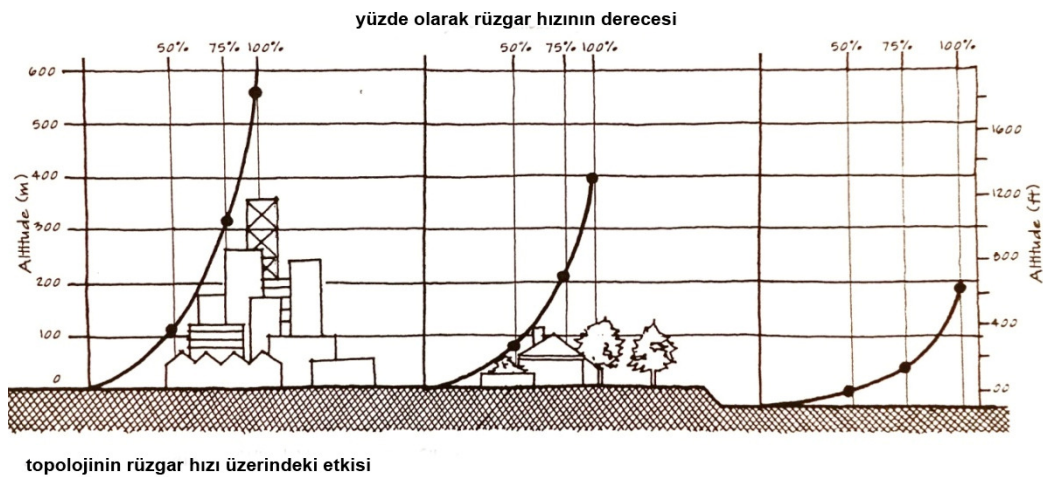 yüzde olarak rüzgar hızının derecesi
50% 75% 100% 50% 75% 100% 50% 75% 100%
600
500
1600
400
1200
Altitude (m)
300
800
Altitude (ft)
200
400
100
00
0
topolojinin rüzgar hızı üzerindeki etkisi